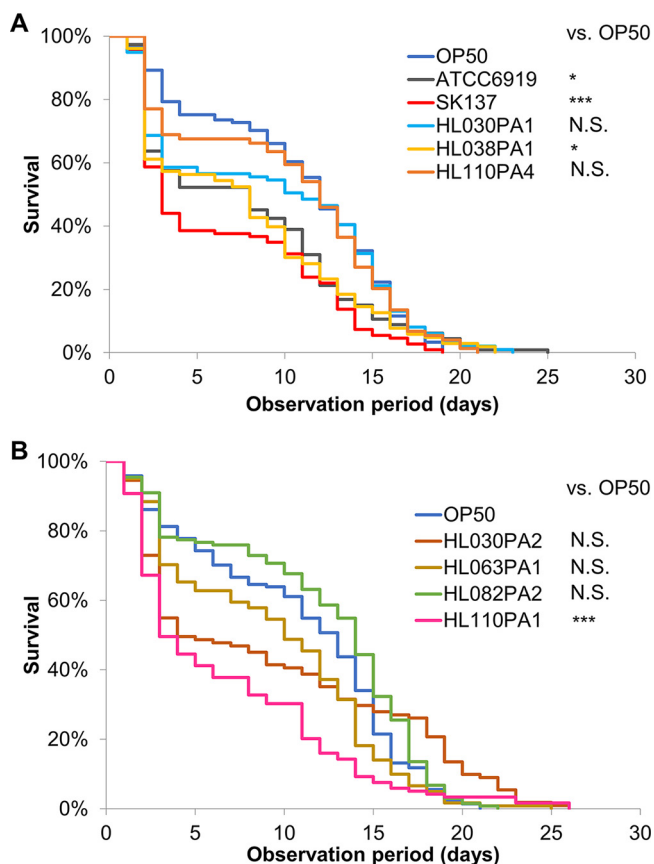 A
vs. OP50
OP50
ATCC6919 *
SK137 ***
HL030PA1 N.S.
HL038PA1 *
HL110PA4 N.S.
Survival
100%
80%
60%
40%
20%
0%
0 5 10 15 20 25 30
Observation period (days)
B
vs. OP50
OP50
HL030PA2 N.S.
HL063PA1 N.S.
HL082PA2 N.S.
HL110PA1 ***
Survival
100%
80%
60%
40%
20%
0%
0 5 10 15 20 25 30
Observation period (days)